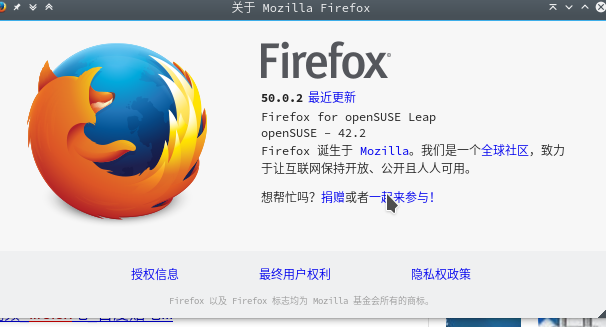 关于 Mozilla Firefox
Firefox
50.0.2 最近更新
Firefox for openSUSE Leap
openSUSE - 42.2
Firefox 诞生于 Mozilla。我们是一个全球社区，致力
于让互联网保持开放、公开且人人可用。
想帮忙吗？捐赠或者一起来参与!
授权信息 最终用户权利 隐私权政策
Firefox 以及 Firefox 标志均为 Mozilla 基金会所有的商标。